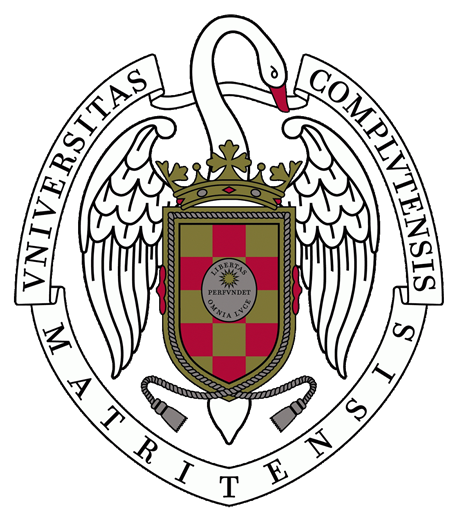 VNIVERSITAS
COMPLVTENSIS
MATRITENSIS
LIBERTAS
PERFVNDET
OMNIA LVCE